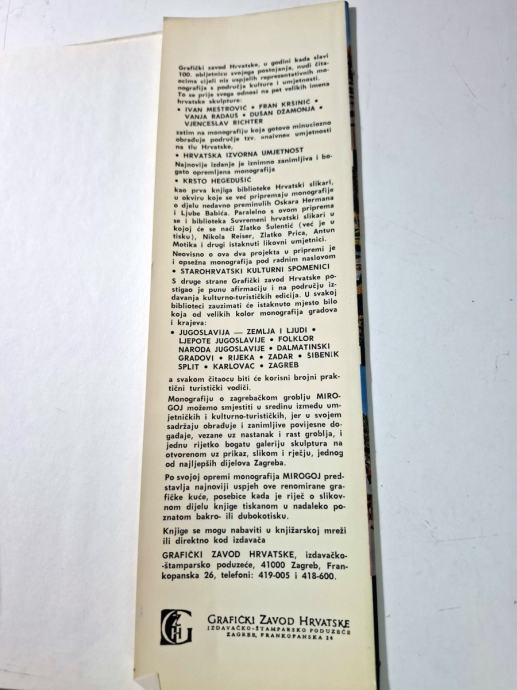 Grafički zavod Hrvatske, u godini kada slavi
100. obljetnicu svojega postojanja, nudi čita-
ocima cijeli niz uspjelih reprezentativnih mo-
nografija s područja kulture i umjetnosti.
To se prije svega odnosi na pet velikih imena
hrvatske skulpture:
• IVAN MEŠTROVIĆ • FRAN KRŠINIĆ •
VANJA RADAUŠ • DUŠAN DŽAMONJA •
VJENCESLAV RICHTER
zatim na monografiju koja gotovo minuciozno
obrađuje područje tzv. »naivne« umjetnosti
na tlu Hrvatske,
• HRVATSKA IZVORNA UMJETNOST
Najnovije izdanje je iznimno zanimljiva i bo-
gato opremljena monografija
• KRSTO HEGEDUŠIĆ
kao prva knjiga biblioteke Hrvatski slikari,
u okviru koje se već pripremaju monografije
o djelu nedavno preminulih Oskara Hermana
i Ljube Babića. Paralelno s ovom priprema
se i biblioteka Suvremeni hrvatski slikari u
kojoj će se naći Zlatko Šulentić (već je u
tisku), Nikola Reiser, Zlatko Prica, Antun
Motika i drugi istaknuti likovni umjetnici.
Neovisno o ova dva projekta u pripremi je
i opsežna monografija pod radnim naslovom
• STAROHRVATSKI KULTURNI SPOMENICI
S druge strane Grafički zavod Hrvatske po-
stigao je punu afirmaciju i na području iz-
davanja kulturno-turističkih edicija. U svakoj
biblioteci zauzimati će istaknuto mjesto bilo
koja od velikih kolor monografija gradova
i krajeva:
• JUGOSLAVIJA — ZEMLJA I LJUDI •
LJEPOTE JUGOSLAVIJE • FOLKLOR
NARODA JUGOSLAVIJE • DALMATINSKI
GRADOVI • RIJEKA • ZADAR • ŠIBENIK
SPLIT • KARLOVAC • ZAGREB
a svakom čitaocu biti će korisni brojni prak-
tični turistički vodiči.
Monografiju o zagrebačkom groblju MIRO-
GOJ možemo smjestiti u sredinu između um-
jetničkih i kulturno-turističkih, jer u svojem
sadržaju obrađuje i zanimljive povijesne do-
gađaje, vezane uz nastanak i rast groblja, i
jednu rijetko bogatu galeriju skulptura na
otvorenom uz prikaz, slikom i rječju, jednog
od najljepših dijelova Zagreba.
Po svojoj opremi monografija MIROGOJ pred-
stavlja najnoviji uspjeh ove renomirane gra-
fičke kuće, posebice kada je riječ o slikov-
nom dijelu knjige tiskanom u nadaleko po-
znatom bakro- ili dubokotisku.
Knjige se mogu nabaviti u knjižarskoj mreži
ili direktno kod izdavača
GRAFIČKI ZAVOD HRVATSKE, izdavačko-
-štamparsko poduzeće, 41000 Zagreb, Fran-
kopanska 26, telefoni: 419-005 i 418-600.
GZH
GRAFIČKI ZAVOD HRVATSKE
IZDAVAČKO-ŠTAMPARSKO PODUZEĆE
ZAGREB, FRANKOPANSKA 26